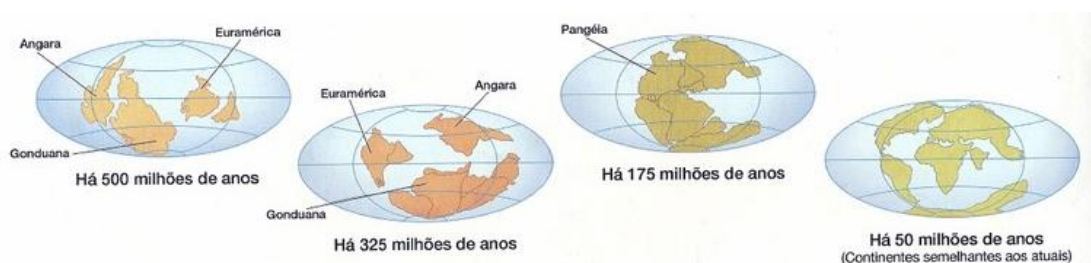 Angara
Euramérica
Gonduana
Há 500 milhões de anos
Euramérica
Angara
Gonduana
Há 325 milhões de anos
Pangéia
Há 175 milhões de anos
Há 50 milhões de anos
(Continentes semelhantes aos atuais)